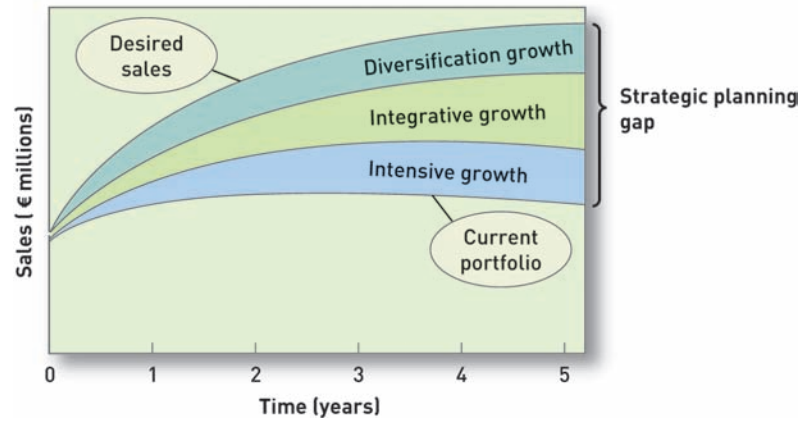 Desired
sales
Diversification growth
Integrative growth
Intensive growth
Current
portfolio
Strategic planning
gap
Sales ( € millions)
0 1 2 3 4 5
Time (years)